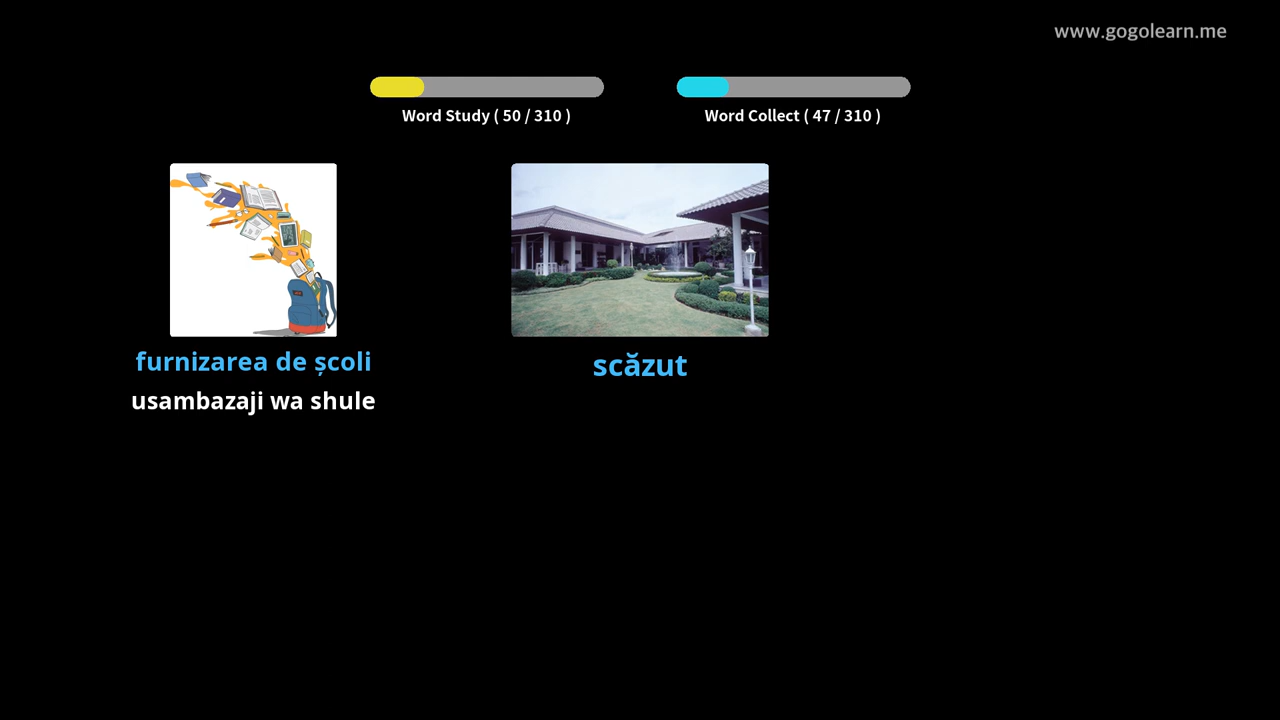 www.gogolearn.me
Word Study ( 50 / 310 )
Word Collect ( 47 / 310 )
furnizarea de școli
usambazaji wa shule
scăzut